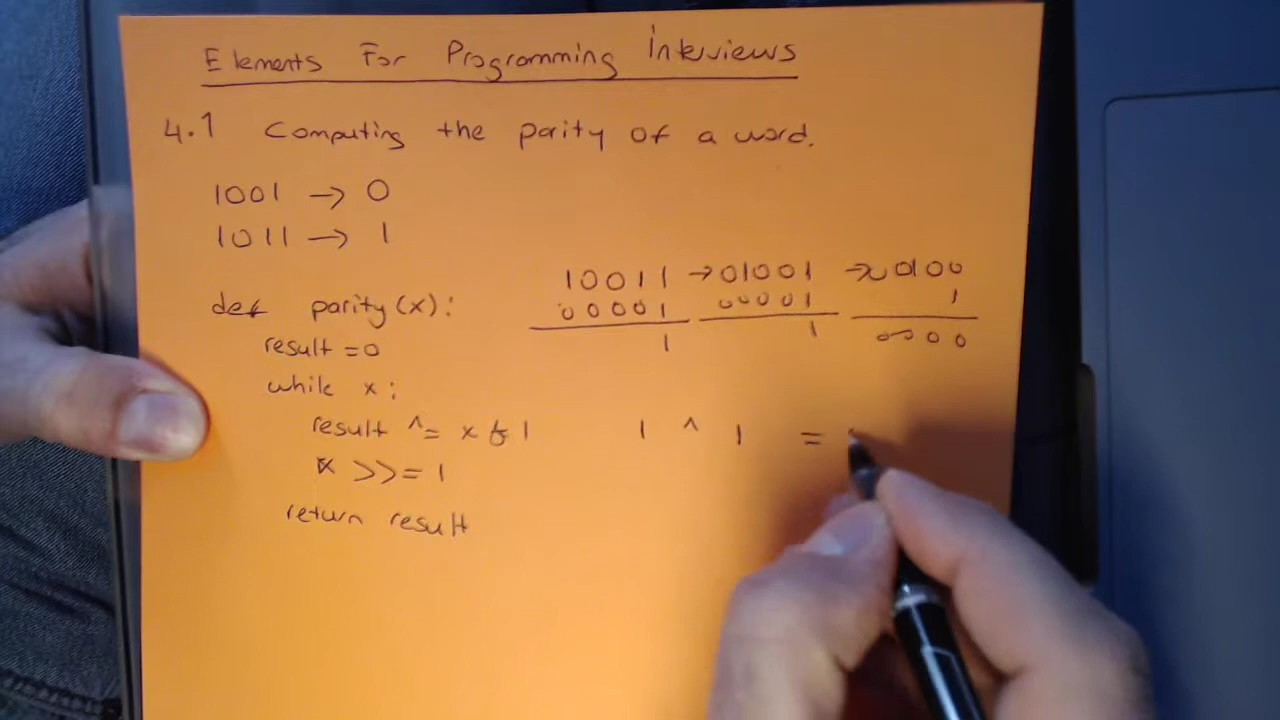 Elements For Programming Interviews
4.1 Computing the parity of a word.
1001 → 0
1011 → 1
def parity(x):
result = 0
while x:
result ^= x & 1
x >>= 1
return result
10011 → 01001 → 00100
00001 00001 1
1 1 0000
1 ^ 1 =